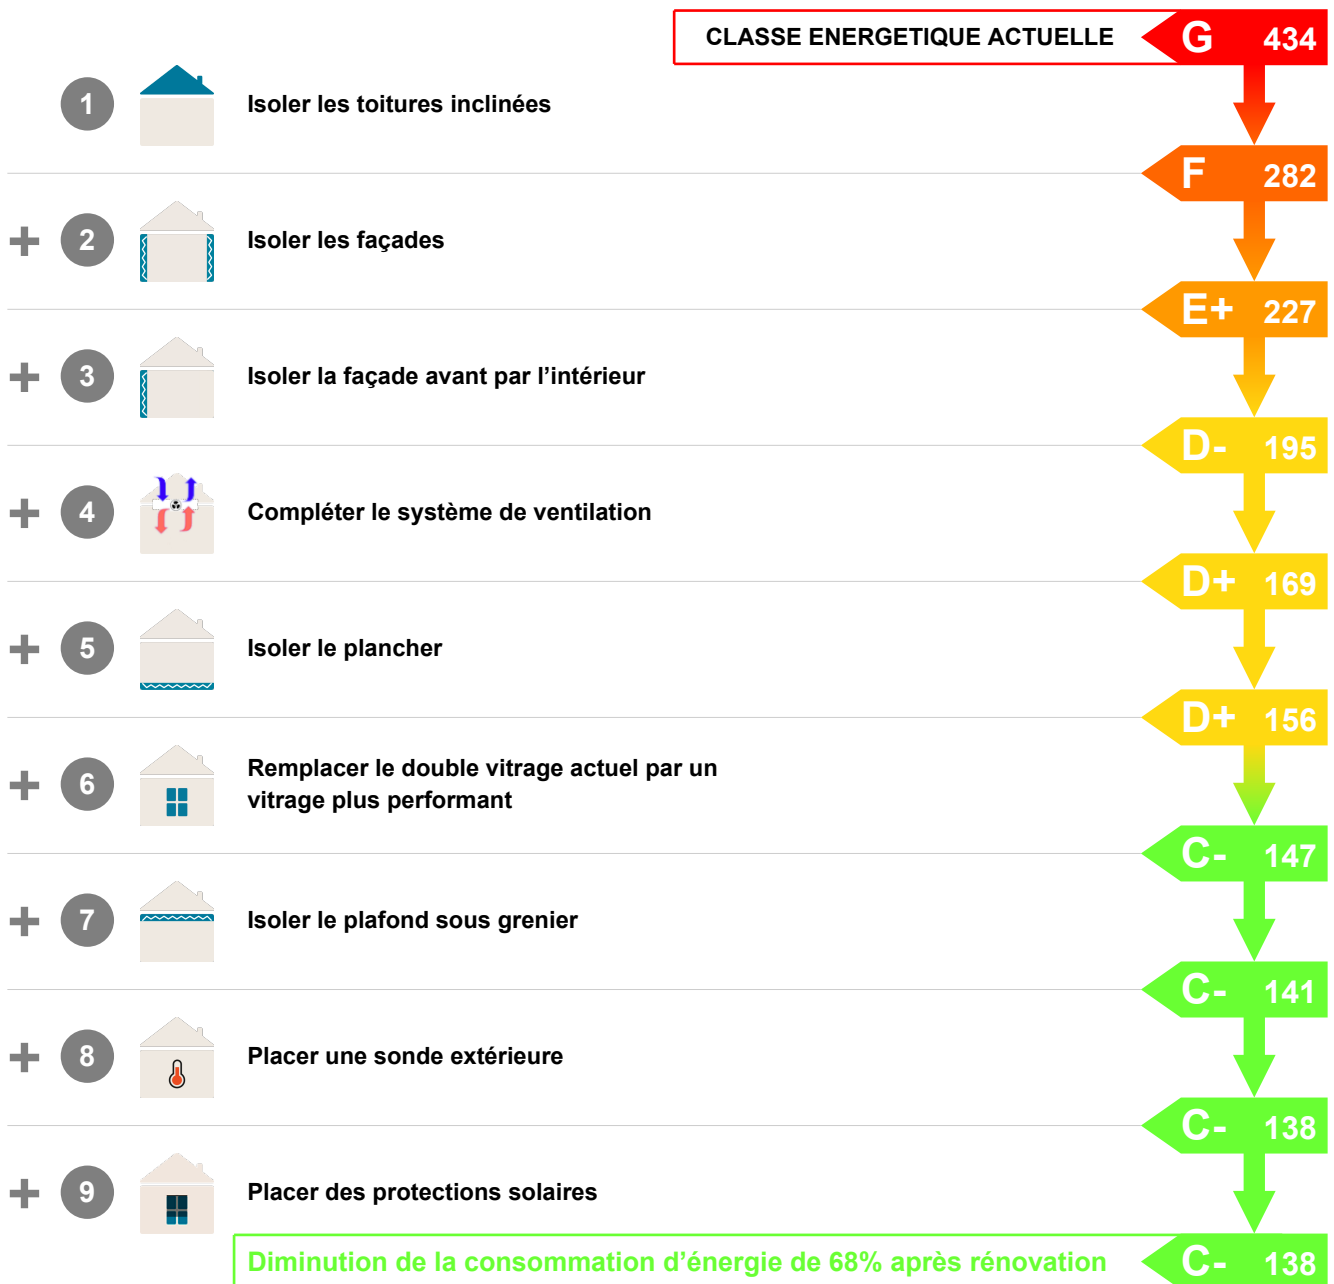 CLASSE ENERGETIQUE ACTUELLE G 434
1 Isoler les toitures inclinées
F 282
+ 2 Isoler les façades
E+ 227
+ 3 Isoler la façade avant par l’intérieur
D- 195
+ 4 Compléter le système de ventilation
D+ 169
+ 5 Isoler le plancher
D+ 156
+ 6 Remplacer le double vitrage actuel par un
vitrage plus performant
C- 147
+ 7 Isoler le plafond sous grenier
C- 141
+ 8 Placer une sonde extérieure
C- 138
+ 9 Placer des protections solaires
Diminution de la consommation d’énergie de 68% après rénovation C- 138